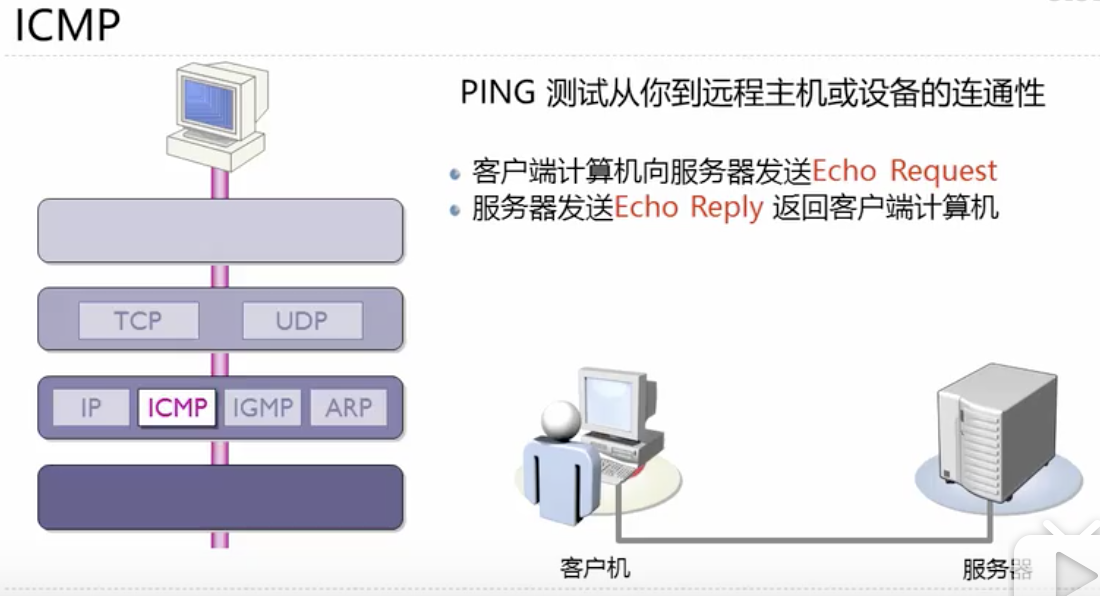 ICMP
PING 测试从你到远程主机或设备的连通性
客户端计算机向服务器发送Echo Request
服务器发送Echo Reply 返回客户端计算机
TCP UDP
IP ICMP IGMP ARP
客户机 服务器